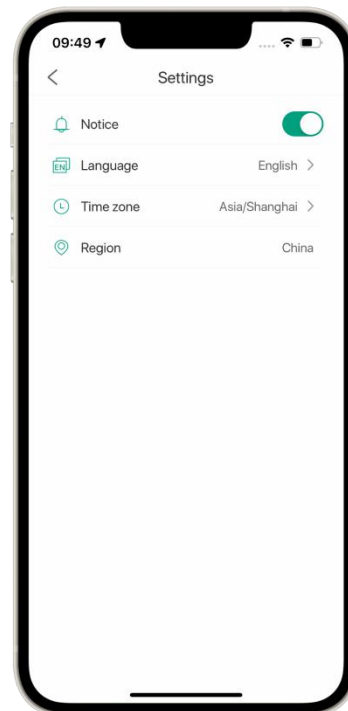 09:49
Settings
Notice
EN
Language English
Time zone Asia/Shanghai
Region China